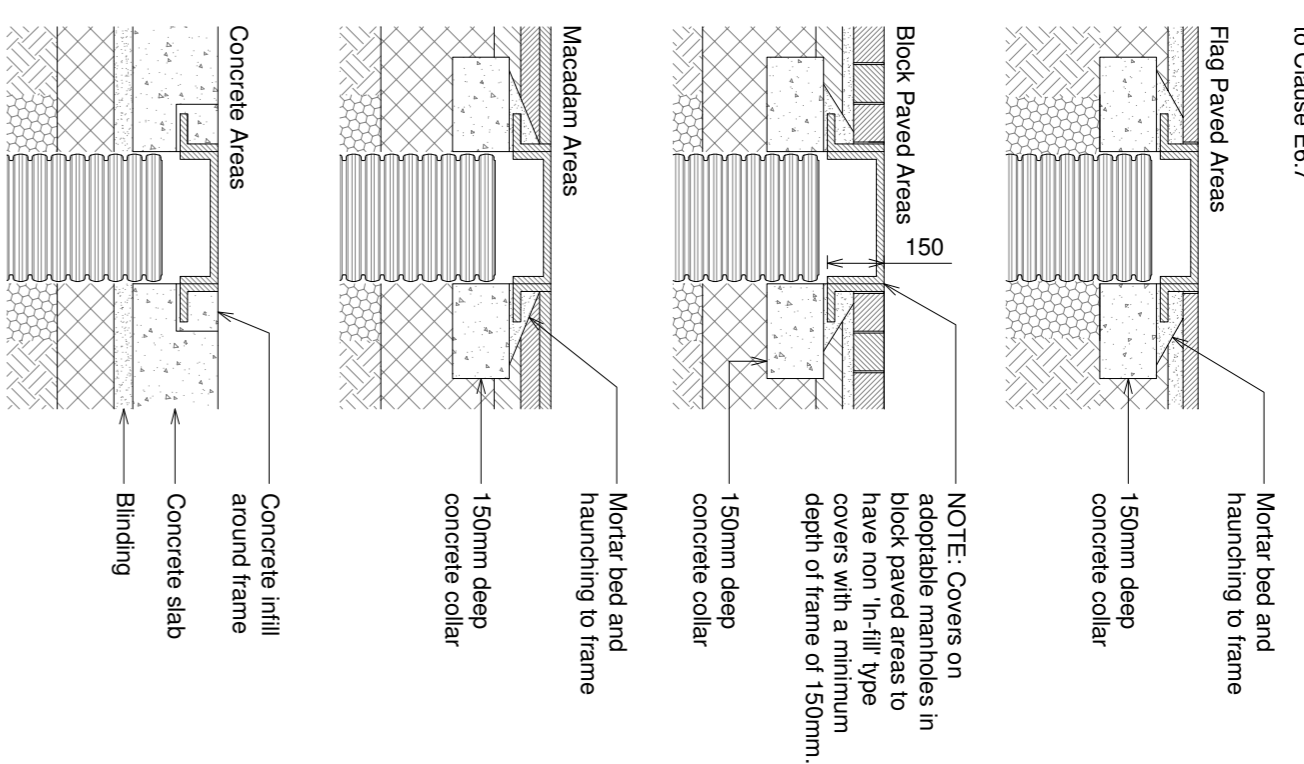 to Clause E6.7
Flag Paved Areas
Mortar bed and
haunching to frame
150mm deep
concrete collar
Block Paved Areas
150
NOTE: Covers on
adoptable manholes in
block paved areas to
have non 'In-fill' type
covers with a minimum
depth of frame of 150mm.
150mm deep
concrete collar
Macadam Areas
Mortar bed and
haunching to frame
150mm deep
concrete collar
Concrete Areas
Concrete infill
around frame
Concrete slab
Blinding